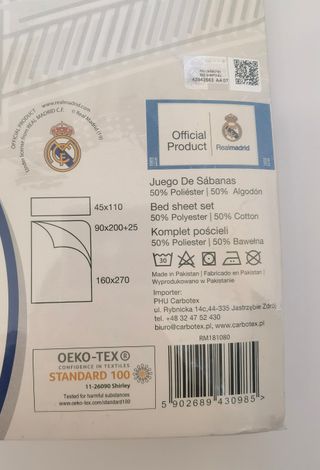 42942663 AA 07
OFFICIAL PRODUCT
Under license from REAL MADRID C.F.
www.realmadrid.com
© Real Madrid (19)
Official
Product
Realmadrid
Juego De Sábanas
50% Poliéster | 50% Algodón
Bed sheet set
50% Polyester | 50% Cotton
Komplet pościeli
50% Poliester | 50% Bawełna
45x110
90x200+25
160x270
30
Made in Pakistan | Fabricado en Pakistan |
Wyprodukowano w Pakistanie
Importer:
PHU Carbotex
ul. Rybnicka 14c,44-335 Jastrzębie Zdrój
tel. +48 32 47 52 430
biuro@carbotex.pl, www.carbotex.pl
RM181080
OEKO-TEX®
CONFIDENCE IN TEXTILES
STANDARD 100
11-26090 Shirley
Tested for harmful substances
www.oeko-tex.com/standard100
5 902689 430985 >